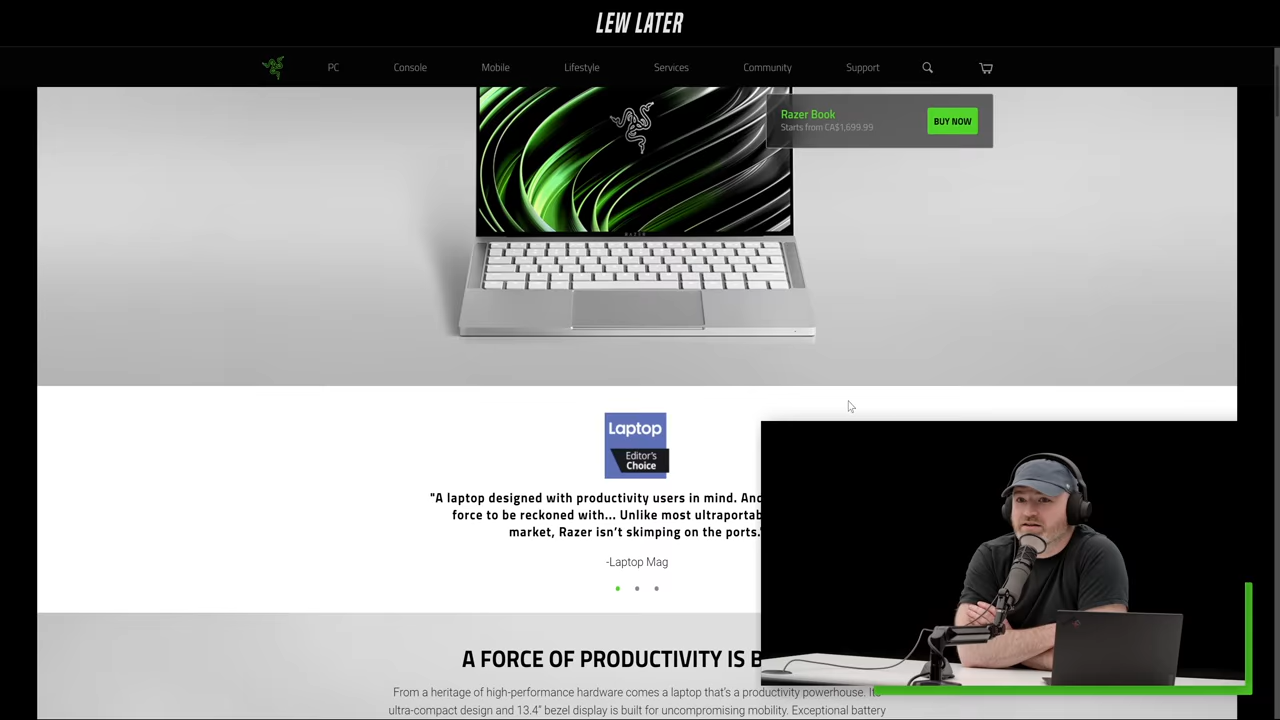 LEW LATER
PC Console Mobile Lifestyle Services Community Support
Razer Book
Starts from CA$1,699.99
BUY NOW
RAZER
Laptop
Editor's
Choice
"A laptop designed with productivity users in mind. And
force to be reckoned with... Unlike most ultraportab
market, Razer isn't skimping on the ports."
-Laptop Mag
A FORCE OF PRODUCTIVITY IS B
From a heritage of high-performance hardware comes a laptop that's a productivity powerhouse. It
ultra-compact design and 13.4" bezel display is built for uncompromising mobility. Exceptional battery